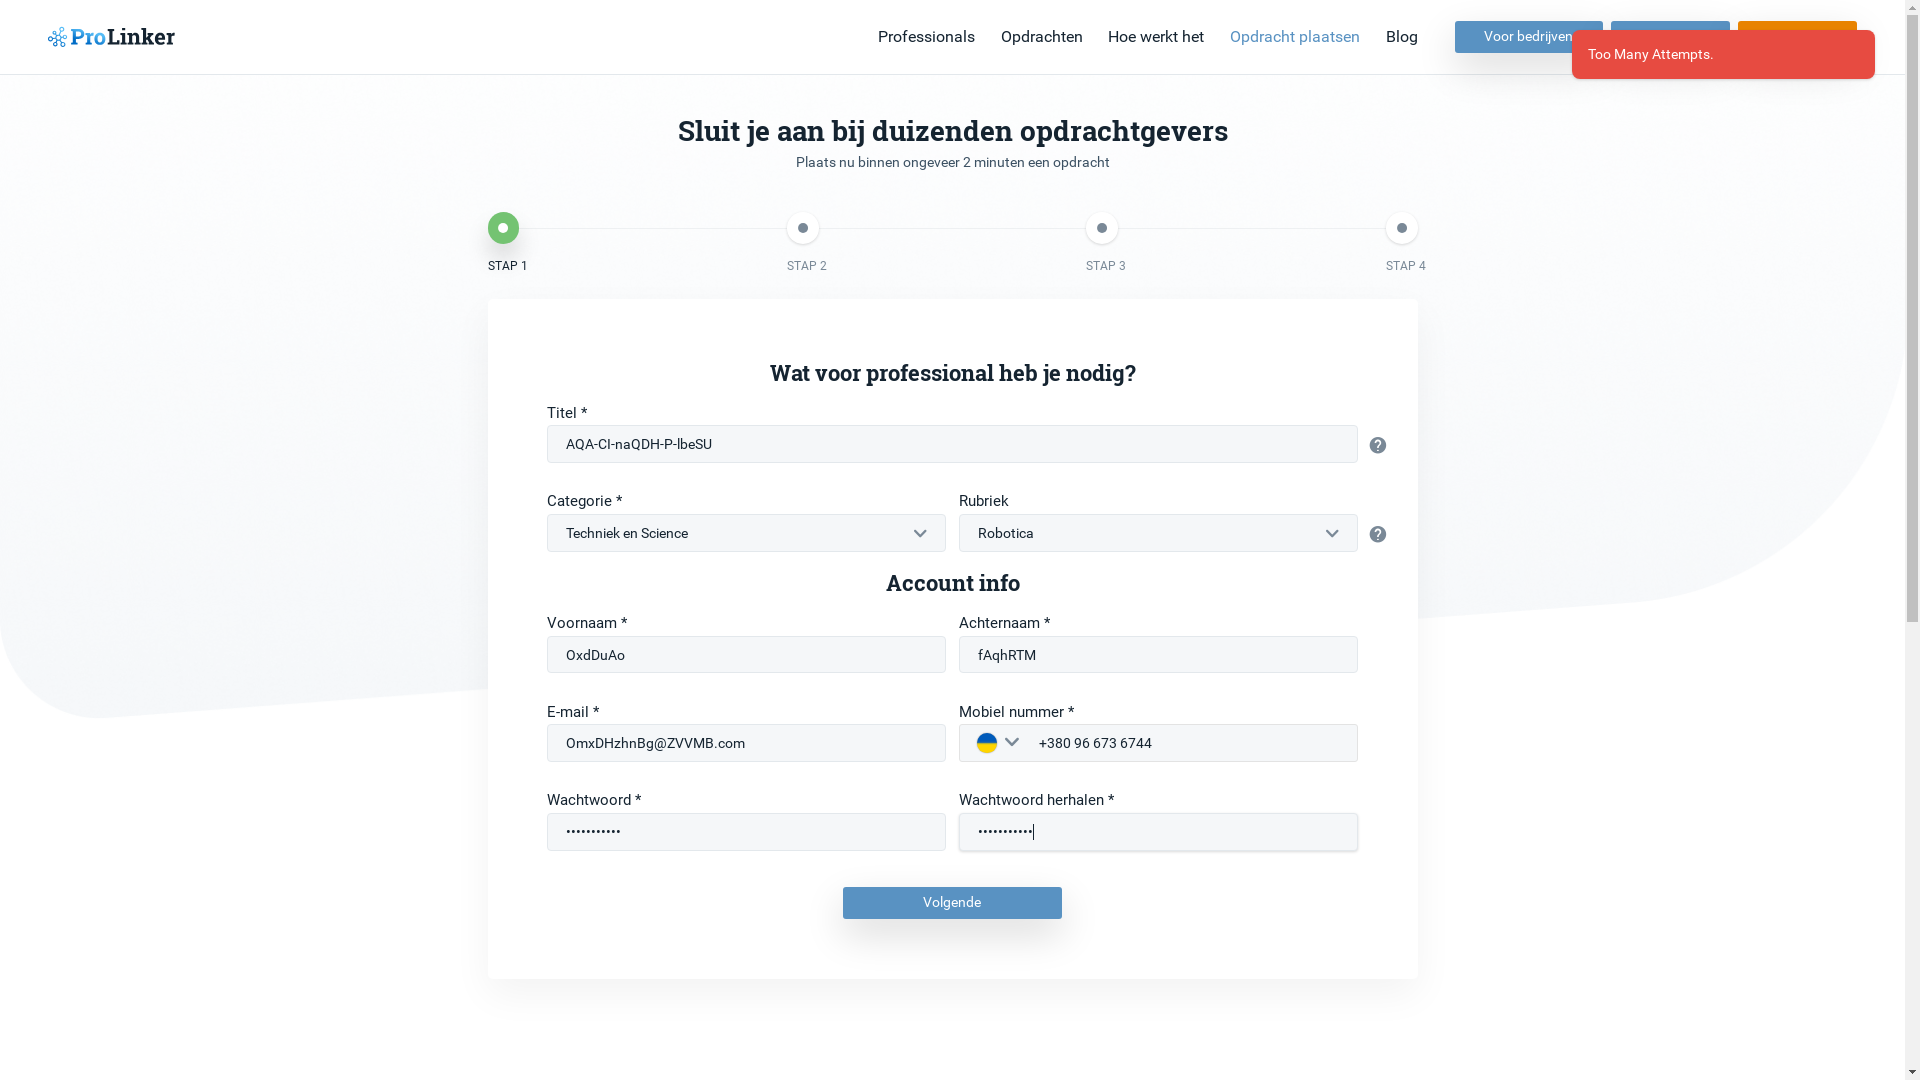 ProLinker
Professionals
Opdrachten
Hoe werkt het
Opdracht plaatsen
Blog
Voor bedrijven
Too Many Attempts.
Sluit je aan bij duizenden opdrachtgevers
Plaats nu binnen ongeveer 2 minuten een opdracht
STAP 1
STAP 2
STAP 3
STAP 4
Wat voor professional heb je nodig?
Titel *
AQA-CI-naQDH-P-lbeSU
Categorie *
Rubriek
Techniek en Science
Robotica
Account info
Voornaam *
Achternaam *
OxdDuAo
fAqhRTM
E-mail *
Mobiel nummer *
OmxDHzhnBg@ZVVMB.com
+380 96 673 6744
Wachtwoord *
Wachtwoord herhalen *
•••••••••••
•••••••••••
Volgende